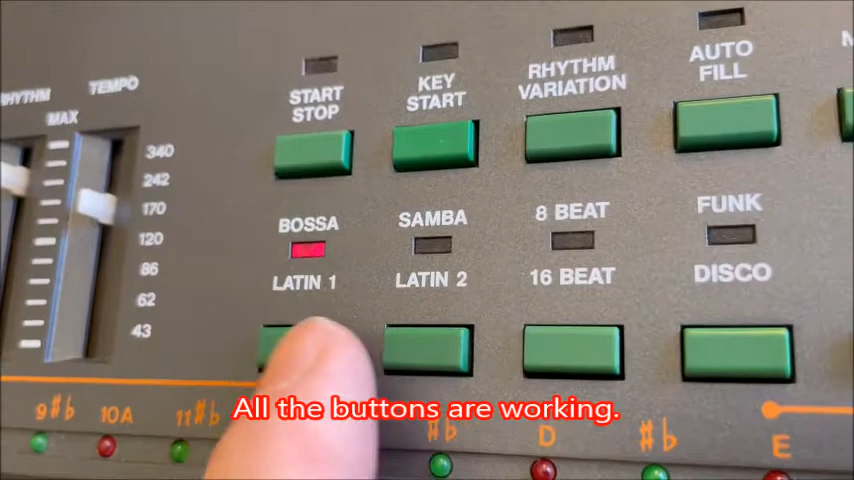 RHYTHM
TEMPO
MAX
340
242
170
120
86
62
43
START
STOP
KEY
START
RHYTHM
VARIATION
AUTO
FILL
BOSSA
SAMBA
8 BEAT
FUNK
LATIN 1
LATIN 2
16 BEAT
DISCO
9 #♭
10A
11 #♭
#♭
D
#♭
E
All the buttons are working.